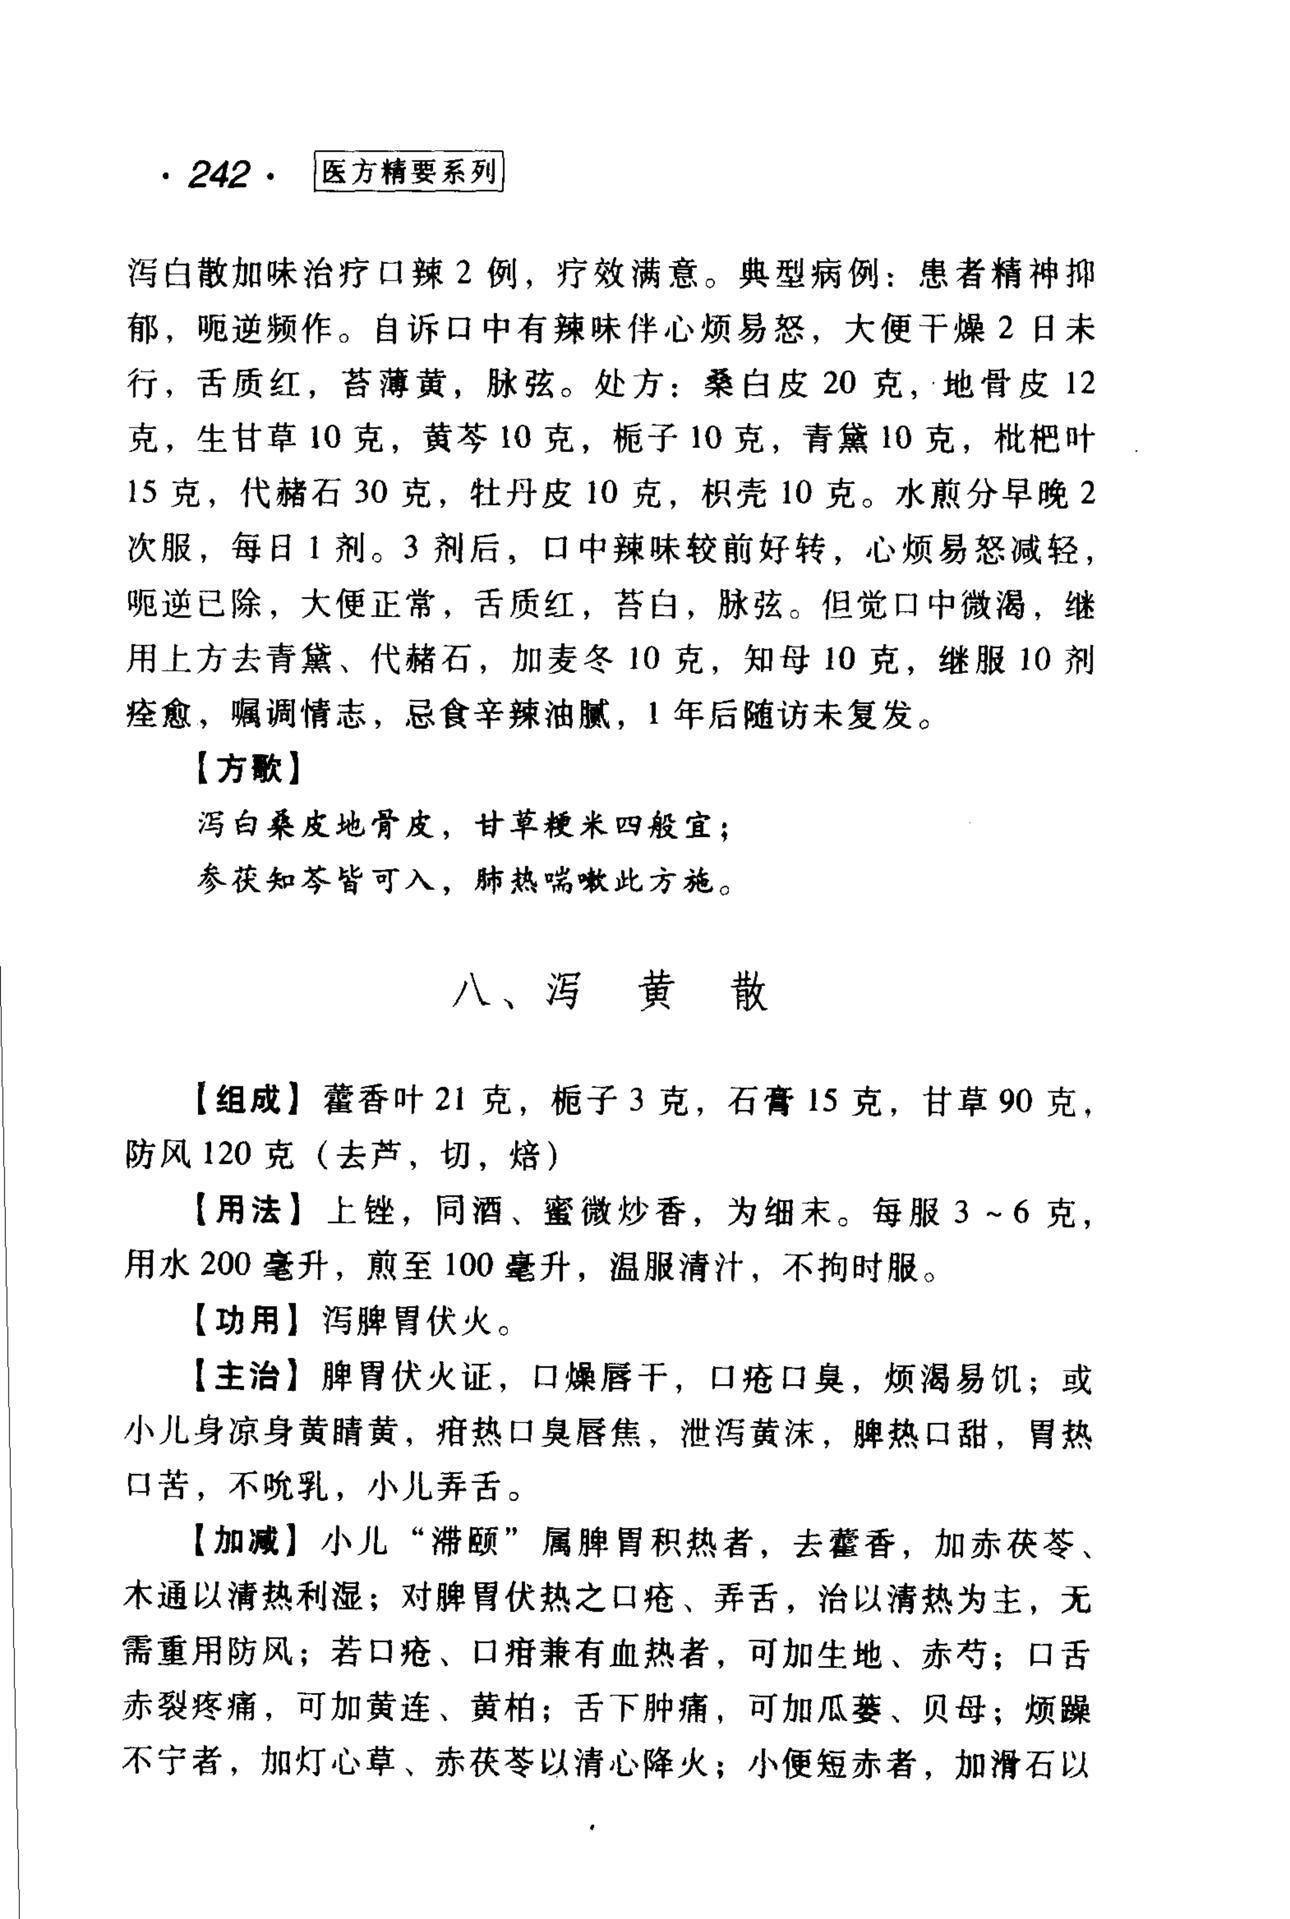 ·242· 医方精要系列
泻白散加味治疗口辣 2 例，疗效满意。典型病例：患者精神抑
郁，呃逆频作。自诉口中有辣味伴心烦易怒，大便干燥 2 日未
行，舌质红，苔薄黄，脉弦。处方：桑白皮 20 克，地骨皮 12
克，生甘草 10 克，黄芩 10 克，栀子 10 克，青黛 10 克，枇杷叶
15 克，代赭石 30 克，牡丹皮 10 克，枳壳 10 克。水煎分早晚 2
次服，每日 1 剂。3 剂后，口中辣味较前好转，心烦易怒减轻，
呃逆已除，大便正常，舌质红，苔白，脉弦。但觉口中微渴，继
用上方去青黛、代赭石，加麦冬 10 克，知母 10 克，继服 10 剂
痊愈，嘱调情志，忌食辛辣油腻，1 年后随访未复发。
【方歌】
泻白桑皮地骨皮，甘草粳米四般宜；
参茯知芩皆可入，肺热喘嗽此方施。
八、泻 黄 散
【组成】 藿香叶 21 克，栀子 3 克，石膏 15 克，甘草 90 克，
防风 120 克（去芦，切，焙）
【用法】 上锉，同酒、蜜微炒香，为细末。每服 3 ~ 6 克，
用水 200 毫升，煎至 100 毫升，温服清汁，不拘时服。
【功用】 泻脾胃伏火。
【主治】 脾胃伏火证，口燥唇干，口疮口臭，烦渴易饥；或
小儿身凉身黄睛黄，疳热口臭唇焦，泄泻黄沫，脾热口甜，胃热
口苦，不吮乳，小儿弄舌。
【加减】 小儿“滞颐”属脾胃积热者，去藿香，加赤茯苓、
木通以清热利湿；对脾胃伏热之口疮、弄舌，治以清热为主，无
需重用防风；若口疮、口疳兼有血热者，可加生地、赤芍；口舌
赤裂疼痛，可加黄连、黄柏；舌下肿痛，可加瓜蒌、贝母；烦躁
不宁者，加灯心草、赤茯苓以清心降火；小便短赤者，加滑石以